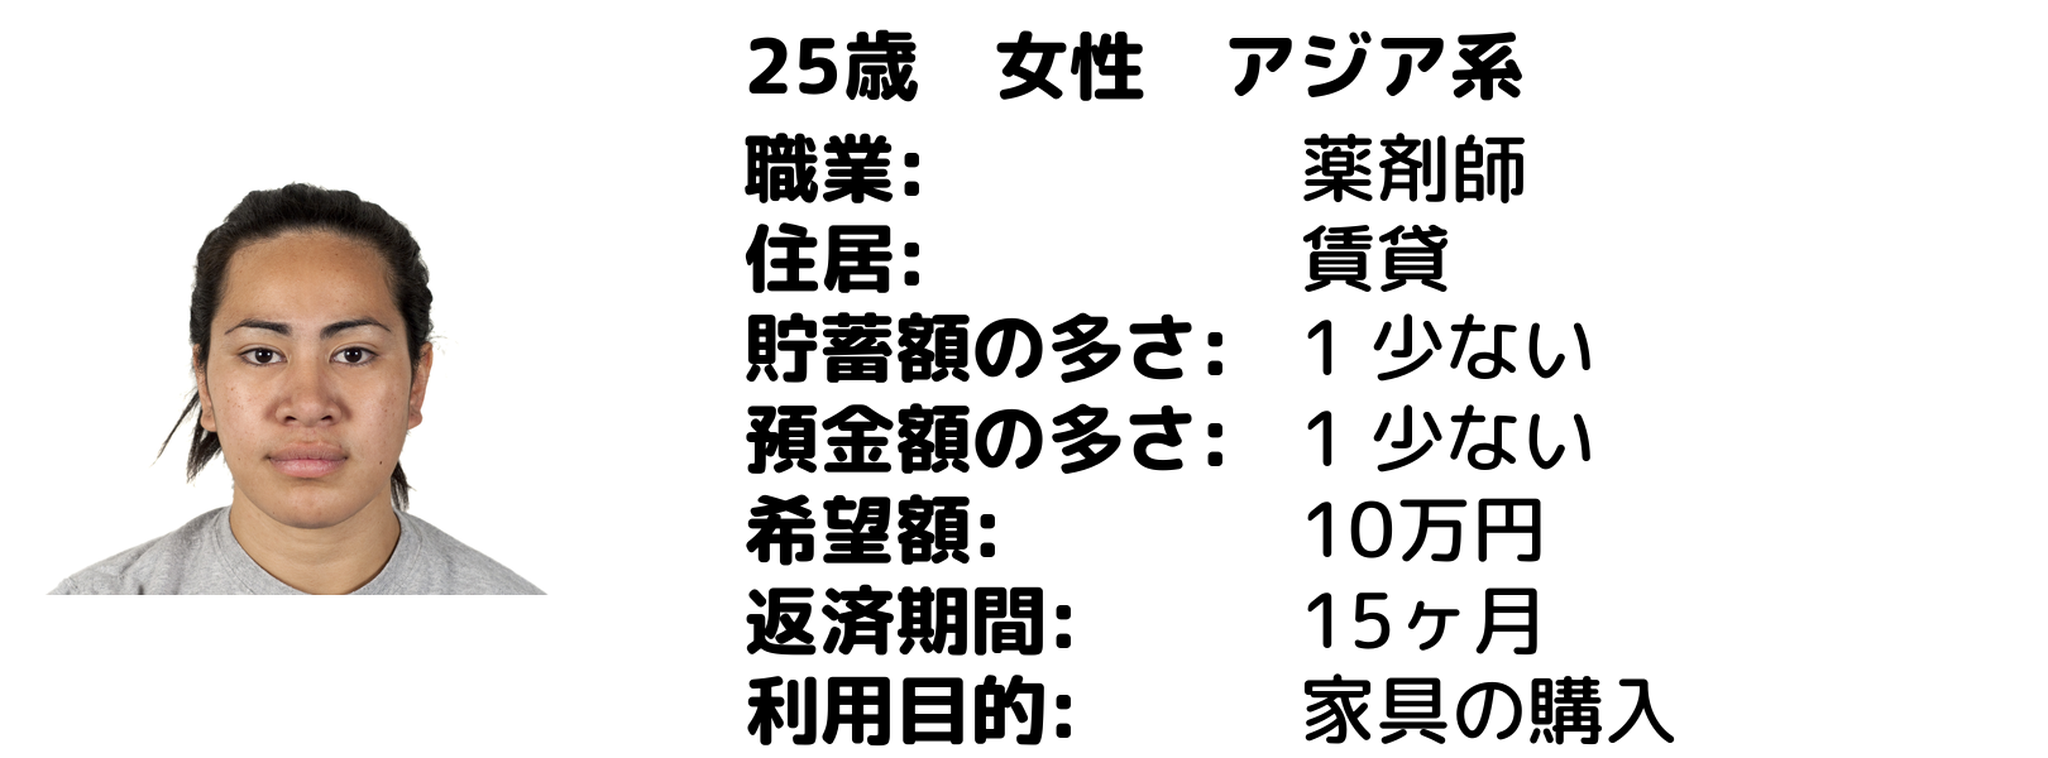 25歳　女性　アジア系
職業:　薬剤師
住居:　賃貸
貯蓄額の多さ:　1 少ない
預金額の多さ:　1 少ない
希望額:　10万円
返済期間:　15ヶ月
利用目的:　家具の購入